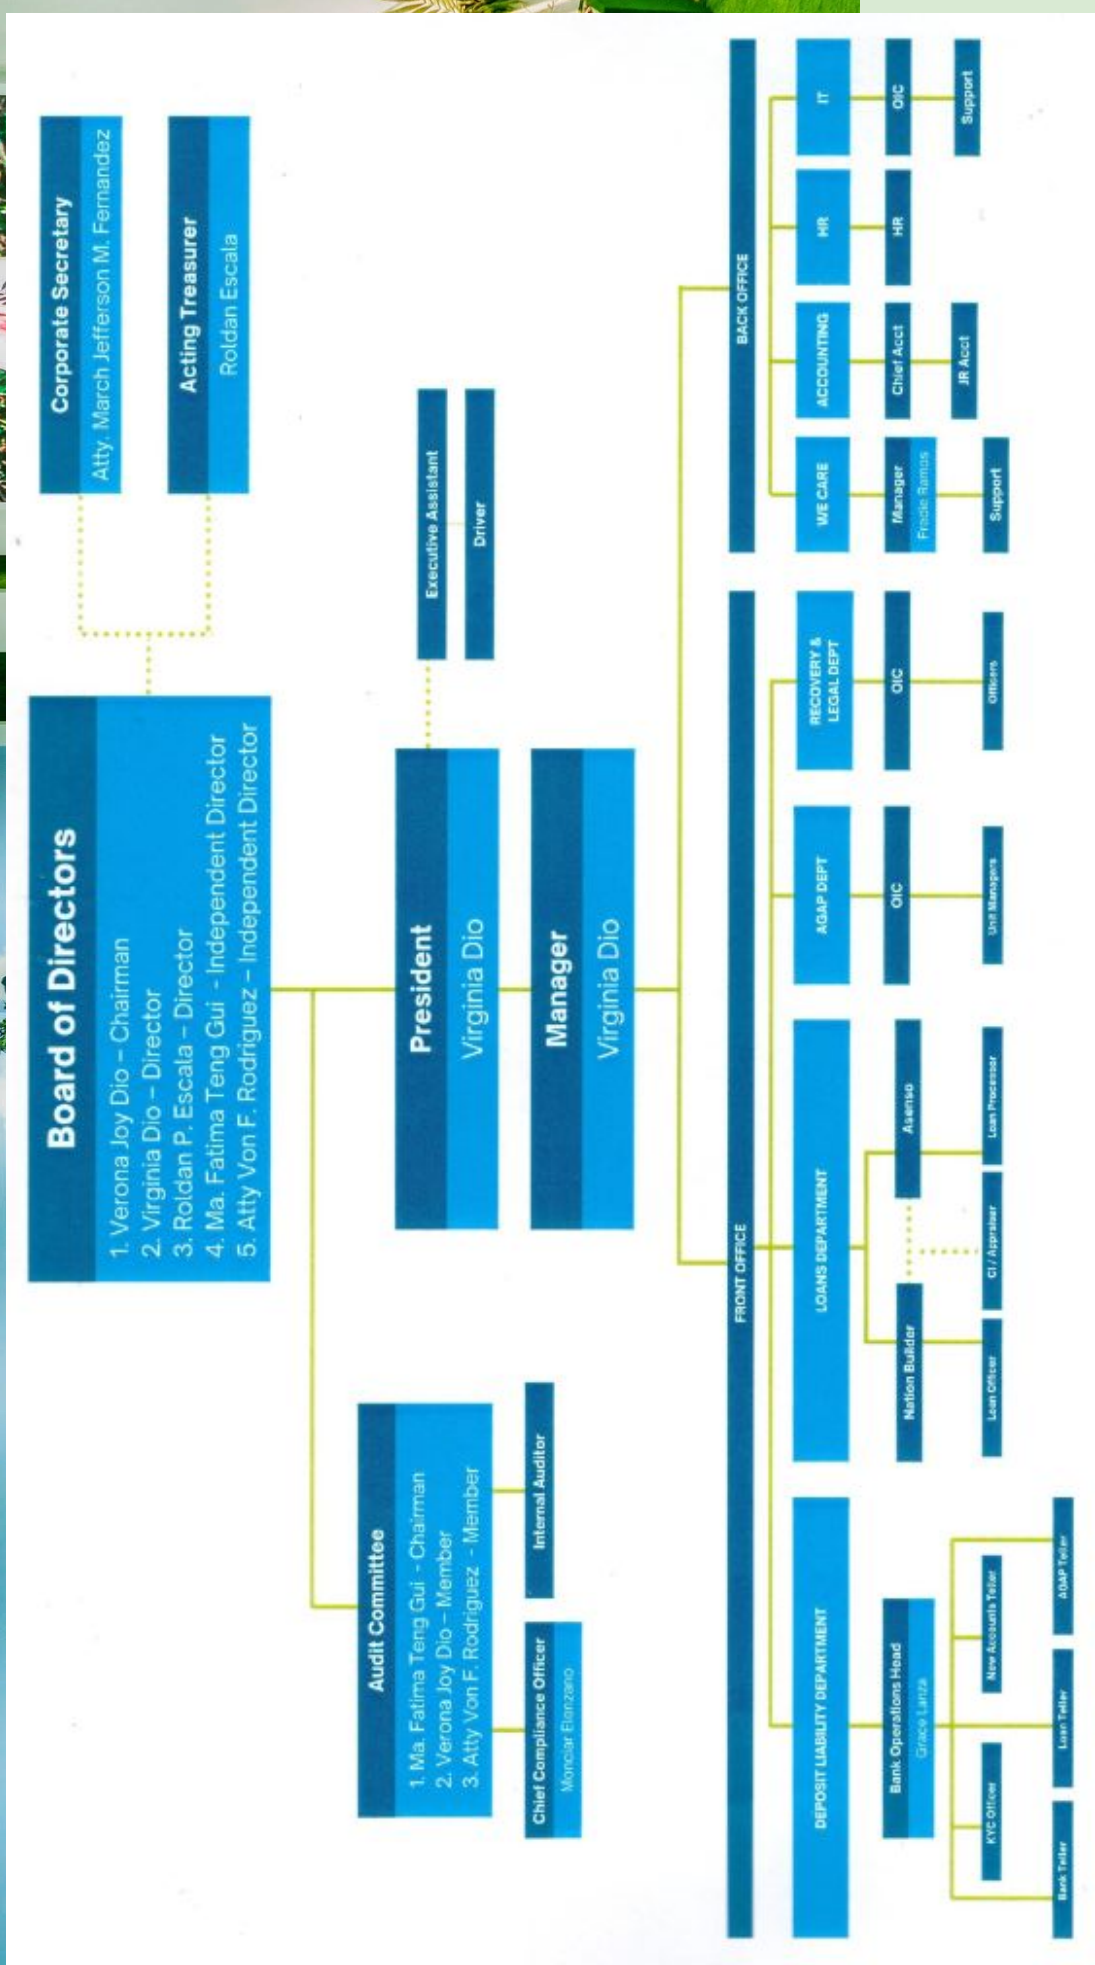 Board of Directors
1. Verona Joy Dio – Chairman
2. Virginia Dio – Director
3. Roldan P. Escala – Director
4. Ma. Fatima Teng Gui - Independent Director
5. Atty Von F. Rodriguez – Independent Director
Corporate Secretary
Atty. March Jefferson M. Fernandez
Acting Treasurer
Roldan Escala
Audit Committee
1. Ma. Fatima Teng Gui - Chairman
2. Verona Joy Dio – Member
3. Atty Von F. Rodriguez - Member
Chief Compliance Officer
Monciar Elonzano
Internal Auditor
President
Virginia Dio
Executive Assistant
Driver
Manager
Virginia Dio
FRONT OFFICE
BACK OFFICE
DEPOSIT LIABILITY DEPARTMENT
LOANS DEPARTMENT
AGAP DEPT
RECOVERY &
LEGAL DEPT
WE CARE
ACCOUNTING
HR
IT
Bank Operations Head
Grace Lanza
Nation Builder
Asenso
OIC
OIC
Manager
Fradie Ramos
Chief Acct
HR
OIC
KYC Officer
New Accounts Teller
Loan Officer
CI / Appraiser
Loan Processor
Unit Managers
Officers
Support
JR Acct
Support
Bank Teller
Loan Teller
AGAP Teller